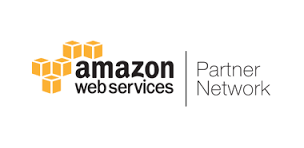 amazon
web services
Partner
Network